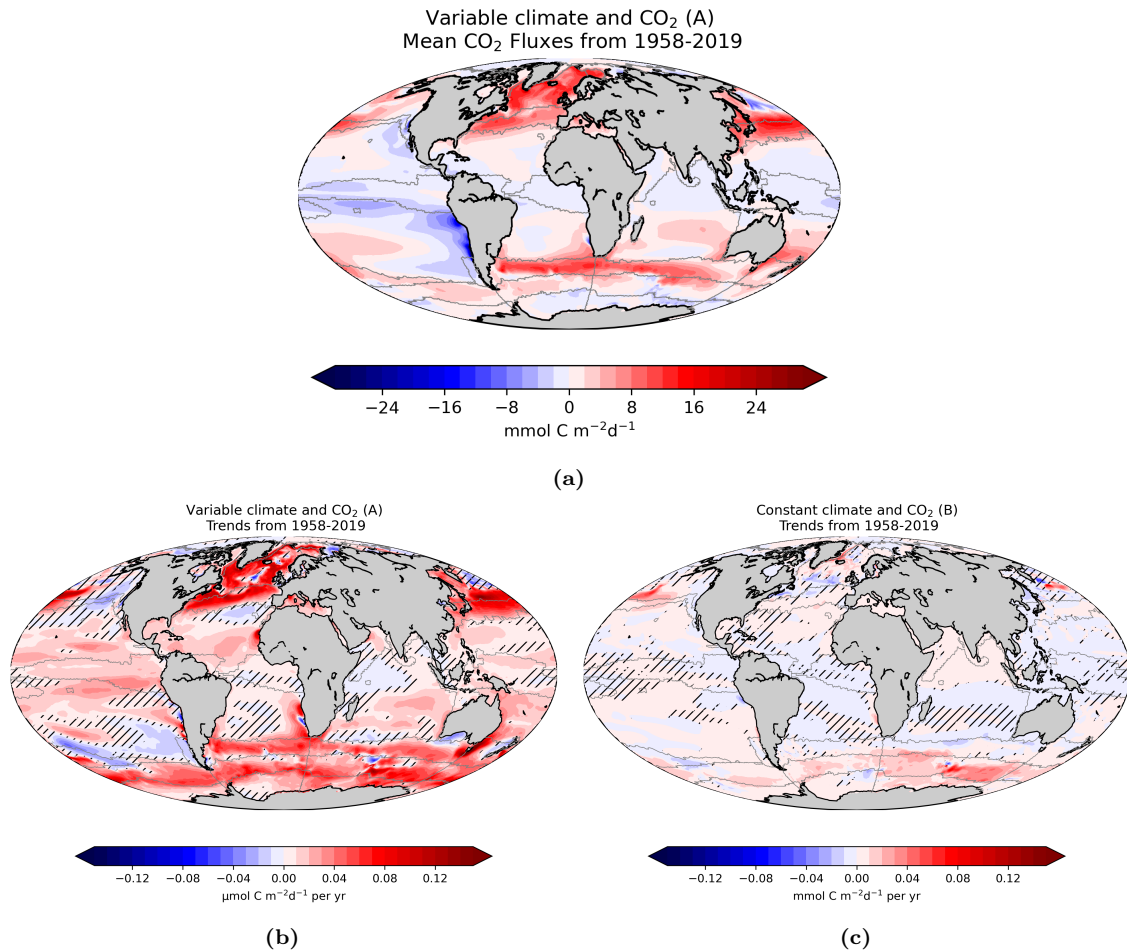 Variable climate and CO₂ (A)
Mean CO₂ Fluxes from 1958-2019
−24 −16 −8 0 8 16 24
mmol C m⁻²d⁻¹
(a)
Variable climate and CO₂ (A)
Trends from 1958-2019
−0.12 −0.08 −0.04 0.00 0.04 0.08 0.12
μmol C m⁻²d⁻¹ per yr
(b)
Constant climate and CO₂ (B)
Trends from 1958-2019
−0.12 −0.08 −0.04 0.00 0.04 0.08 0.12
mmol C m⁻²d⁻¹ per yr
(c)